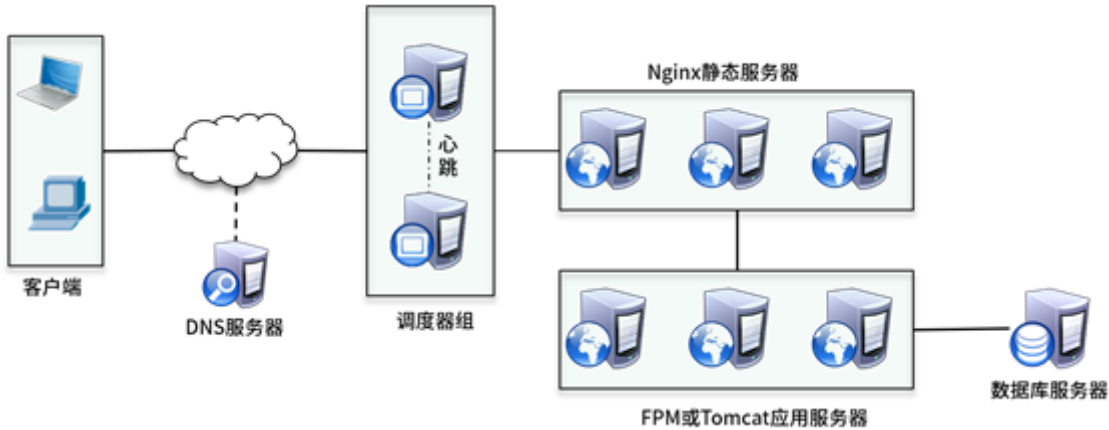 客户端
DNS服务器
心跳
调度器组
Nginx静态服务器
FPM或Tomcat应用服务器
数据库服务器